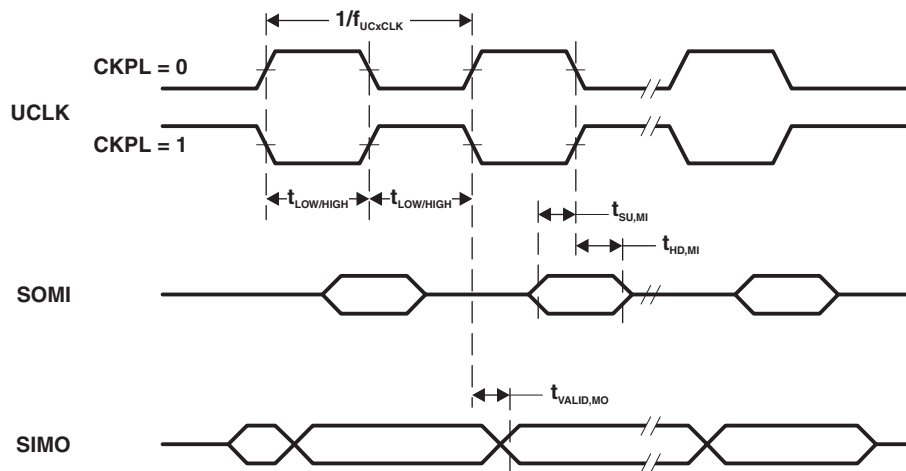 1/fUCxCLK
CKPL = 0
UCLK
CKPL = 1
tLOW/HIGH tLOW/HIGH
tSU,MI
tHD,MI
SOMI
tVALID,MO
SIMO